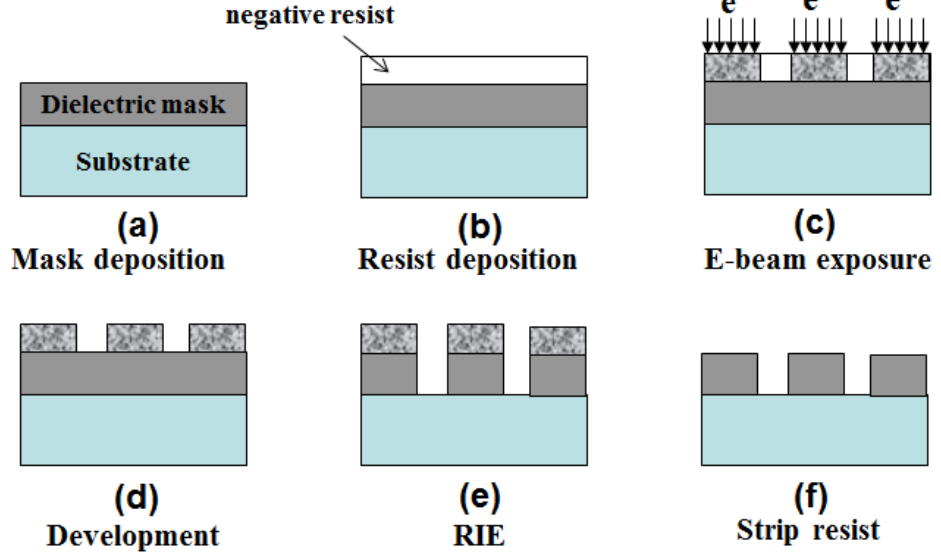 negative resist
e e e
Dielectric mask
Substrate
(a)
Mask deposition
(b)
Resist deposition
(c)
E-beam exposure
(d)
Development
(e)
RIE
(f)
Strip resist